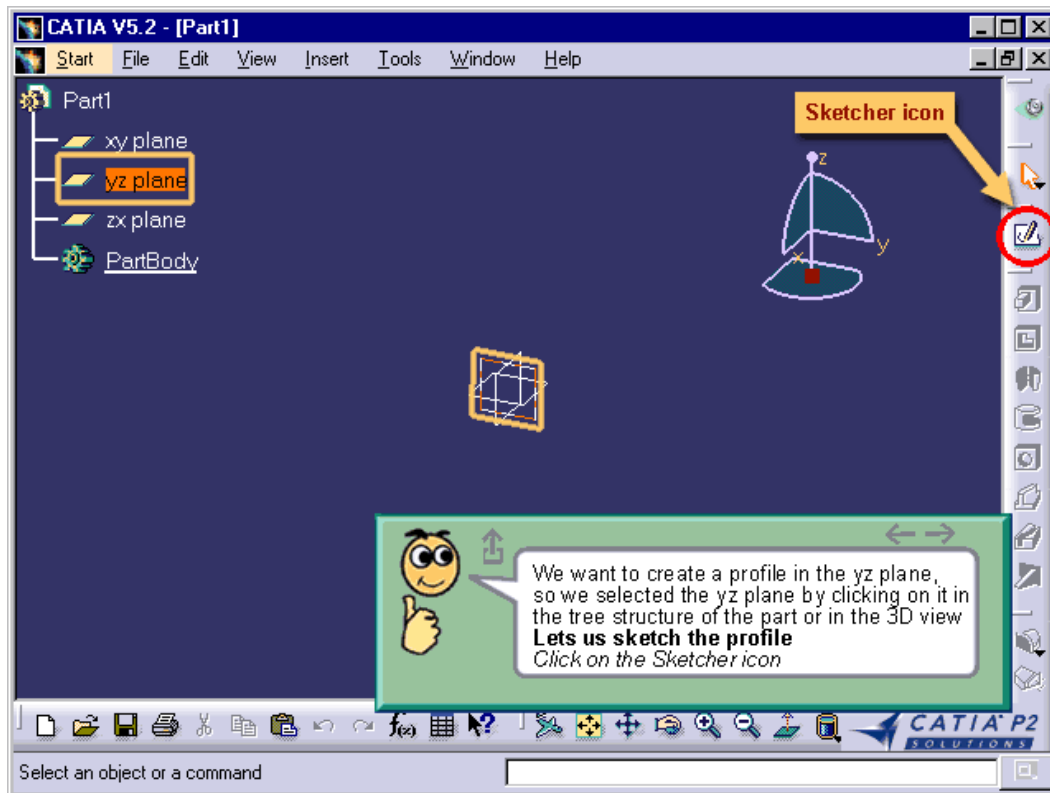 CATIA V5.2 - [Part1]
Start File Edit View Insert Tools Window Help
Part1
xy plane
yz plane
zx plane
PartBody
Sketcher icon
z
y
x
We want to create a profile in the yz plane,
so we selected the yz plane by clicking on it in
the tree structure of the part or in the 3D view
Lets us sketch the profile
Click on the Sketcher icon
f(x)
?
CATIA P2
SOLUTIONS
Select an object or a command